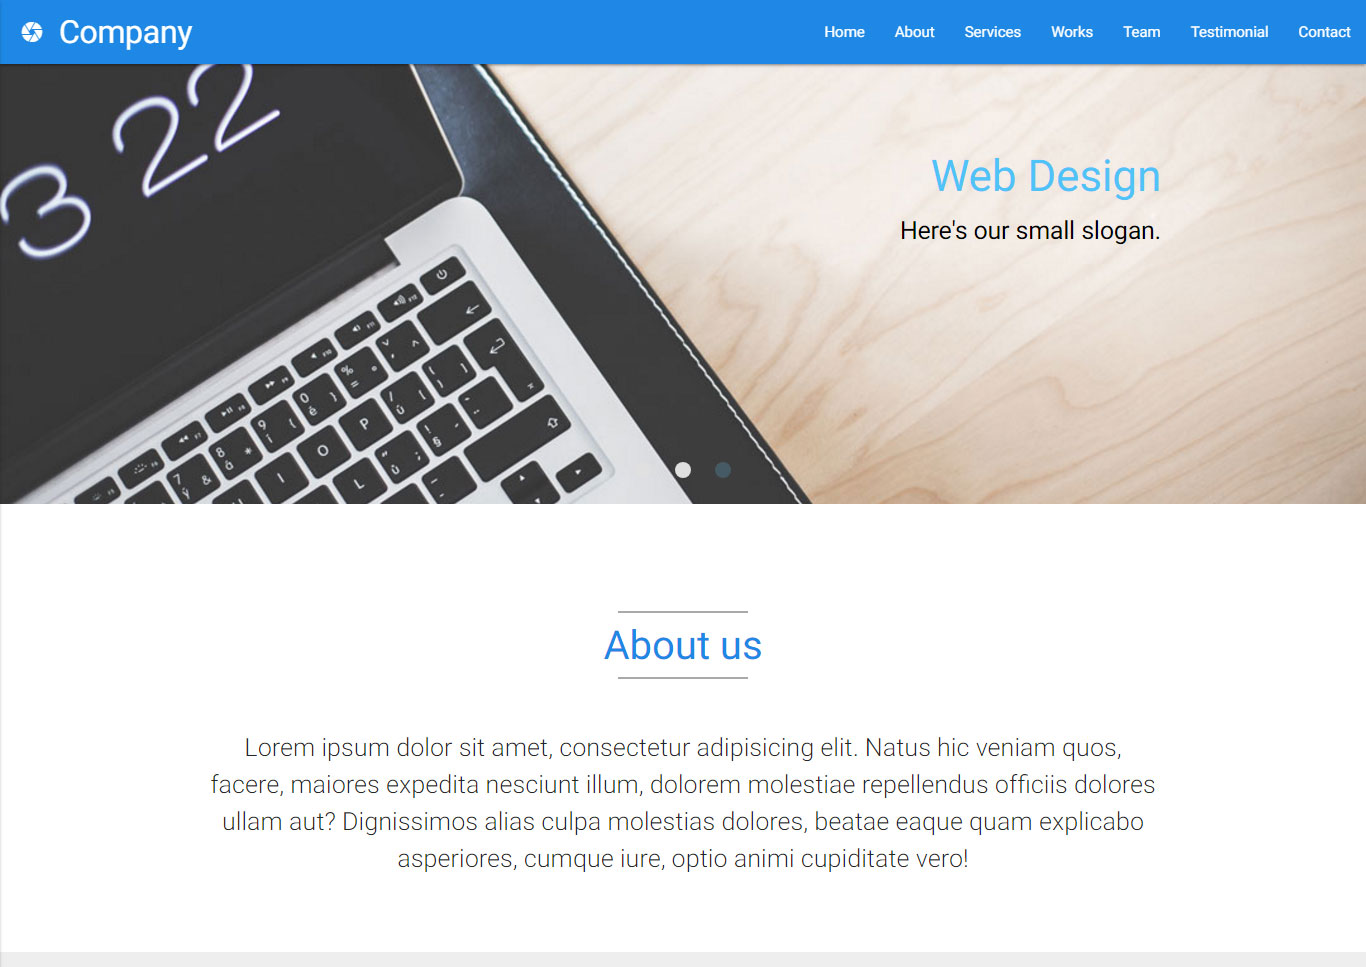 Company
Home About Services Works Team Testimonial Contact
3 22
Web Design
Here's our small slogan.
About us
Lorem ipsum dolor sit amet, consectetur adipisicing elit. Natus hic veniam quos,
facere, maiores expedita nesciunt illum, dolorem molestiae repellendus officiis dolores
ullam aut? Dignissimos alias culpa molestias dolores, beatae eaque quam explicabo
asperiores, cumque iure, optio animi cupiditate vero!